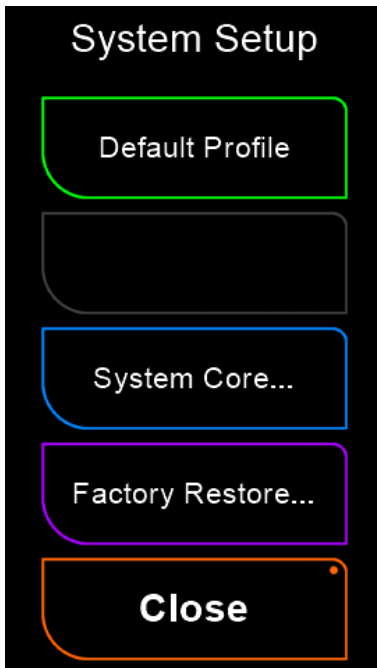 System Setup
Default Profile
System Core...
Factory Restore...
Close